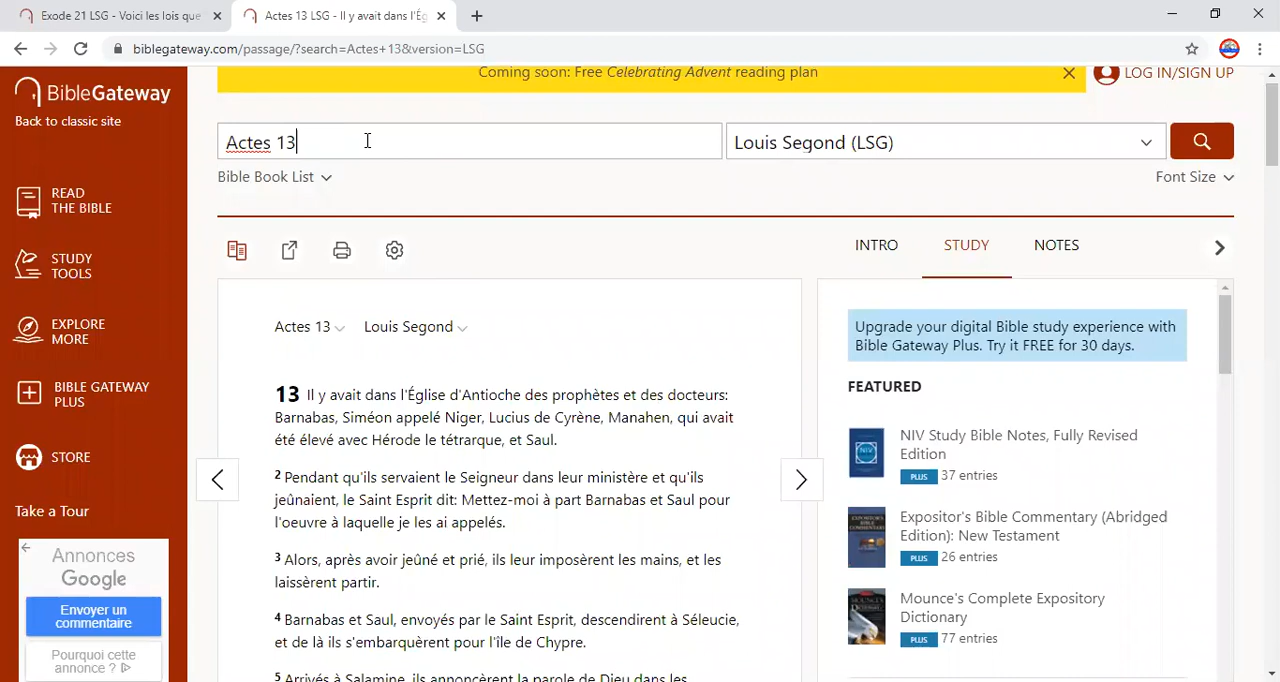 Exode 21 LSG - Voici les lois que
Actes 13 LSG - Il y avait dans l'Ég
biblegateway.com/passage/?search=Actes+13&version=LSG
Coming soon: Free Celebrating Advent reading plan
LOG IN/SIGN UP
BibleGateway
Back to classic site
Actes 13
Louis Segond (LSG)
Bible Book List
Font Size
READ
THE BIBLE
STUDY
TOOLS
EXPLORE
MORE
BIBLE GATEWAY
PLUS
STORE
Take a Tour
Annonces
Google
Envoyer un
commentaire
Pourquoi cette
annonce ?
INTRO
STUDY
NOTES
Actes 13
Louis Segond
13 Il y avait dans l'Église d'Antioche des prophètes et des docteurs:
Barnabas, Siméon appelé Niger, Lucius de Cyrène, Manahen, qui avait
été élevé avec Hérode le tétrarque, et Saul.
2 Pendant qu'ils servaient le Seigneur dans leur ministère et qu'ils
jeûnaient, le Saint Esprit dit: Mettez-moi à part Barnabas et Saul pour
l'oeuvre à laquelle je les ai appelés.
3 Alors, après avoir jeûné et prié, ils leur imposèrent les mains, et les
laissèrent partir.
4 Barnabas et Saul, envoyés par le Saint Esprit, descendirent à Séleucie,
et de là ils s'embarquèrent pour l'île de Chypre.
5 Arrivés à Salamine, ils annoncèrent la parole de Dieu dans les
Upgrade your digital Bible study experience with
Bible Gateway Plus. Try it FREE for 30 days.
FEATURED
NIV Study Bible Notes, Fully Revised
Edition
PLUS 37 entries
Expositor's Bible Commentary (Abridged
Edition): New Testament
PLUS 26 entries
Mounce's Complete Expository
Dictionary
PLUS 77 entries